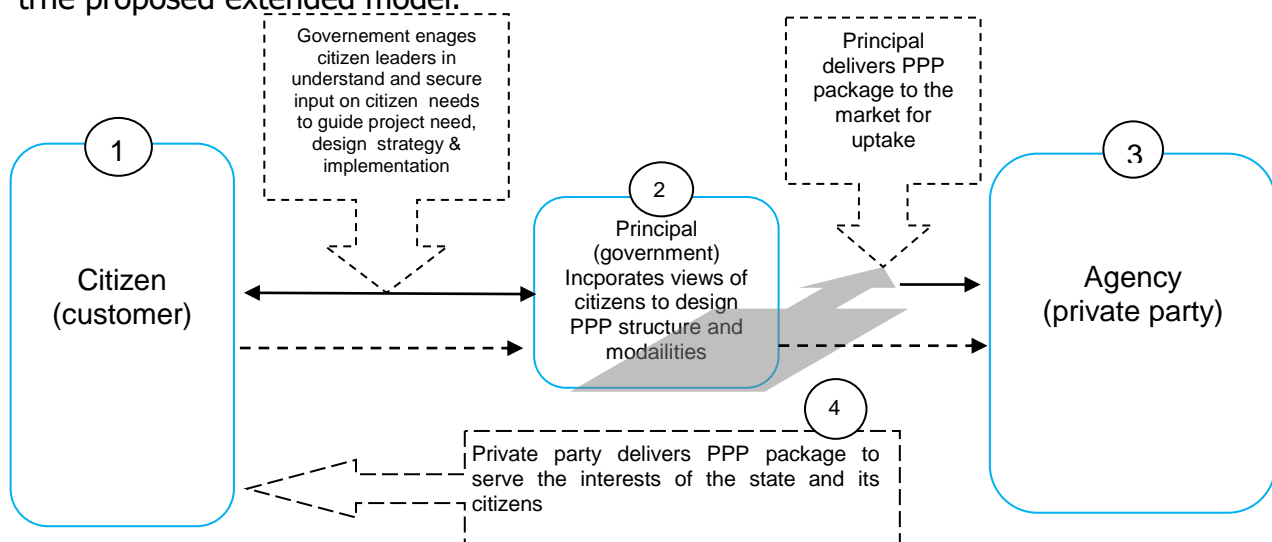 the proposed extended model.
Governement enages
citizen leaders in
understand and secure
input on citizen needs
to guide project need,
design strategy &
implementation
Principal
delivers PPP
package to the
market for
uptake
1
Citizen
(customer)
2
Principal
(government)
Incporates views of
citizens to design
PPP structure and
modailities
3
Agency
(private party)
4
Private party delivers PPP package to
serve the interests of the state and its
citizens